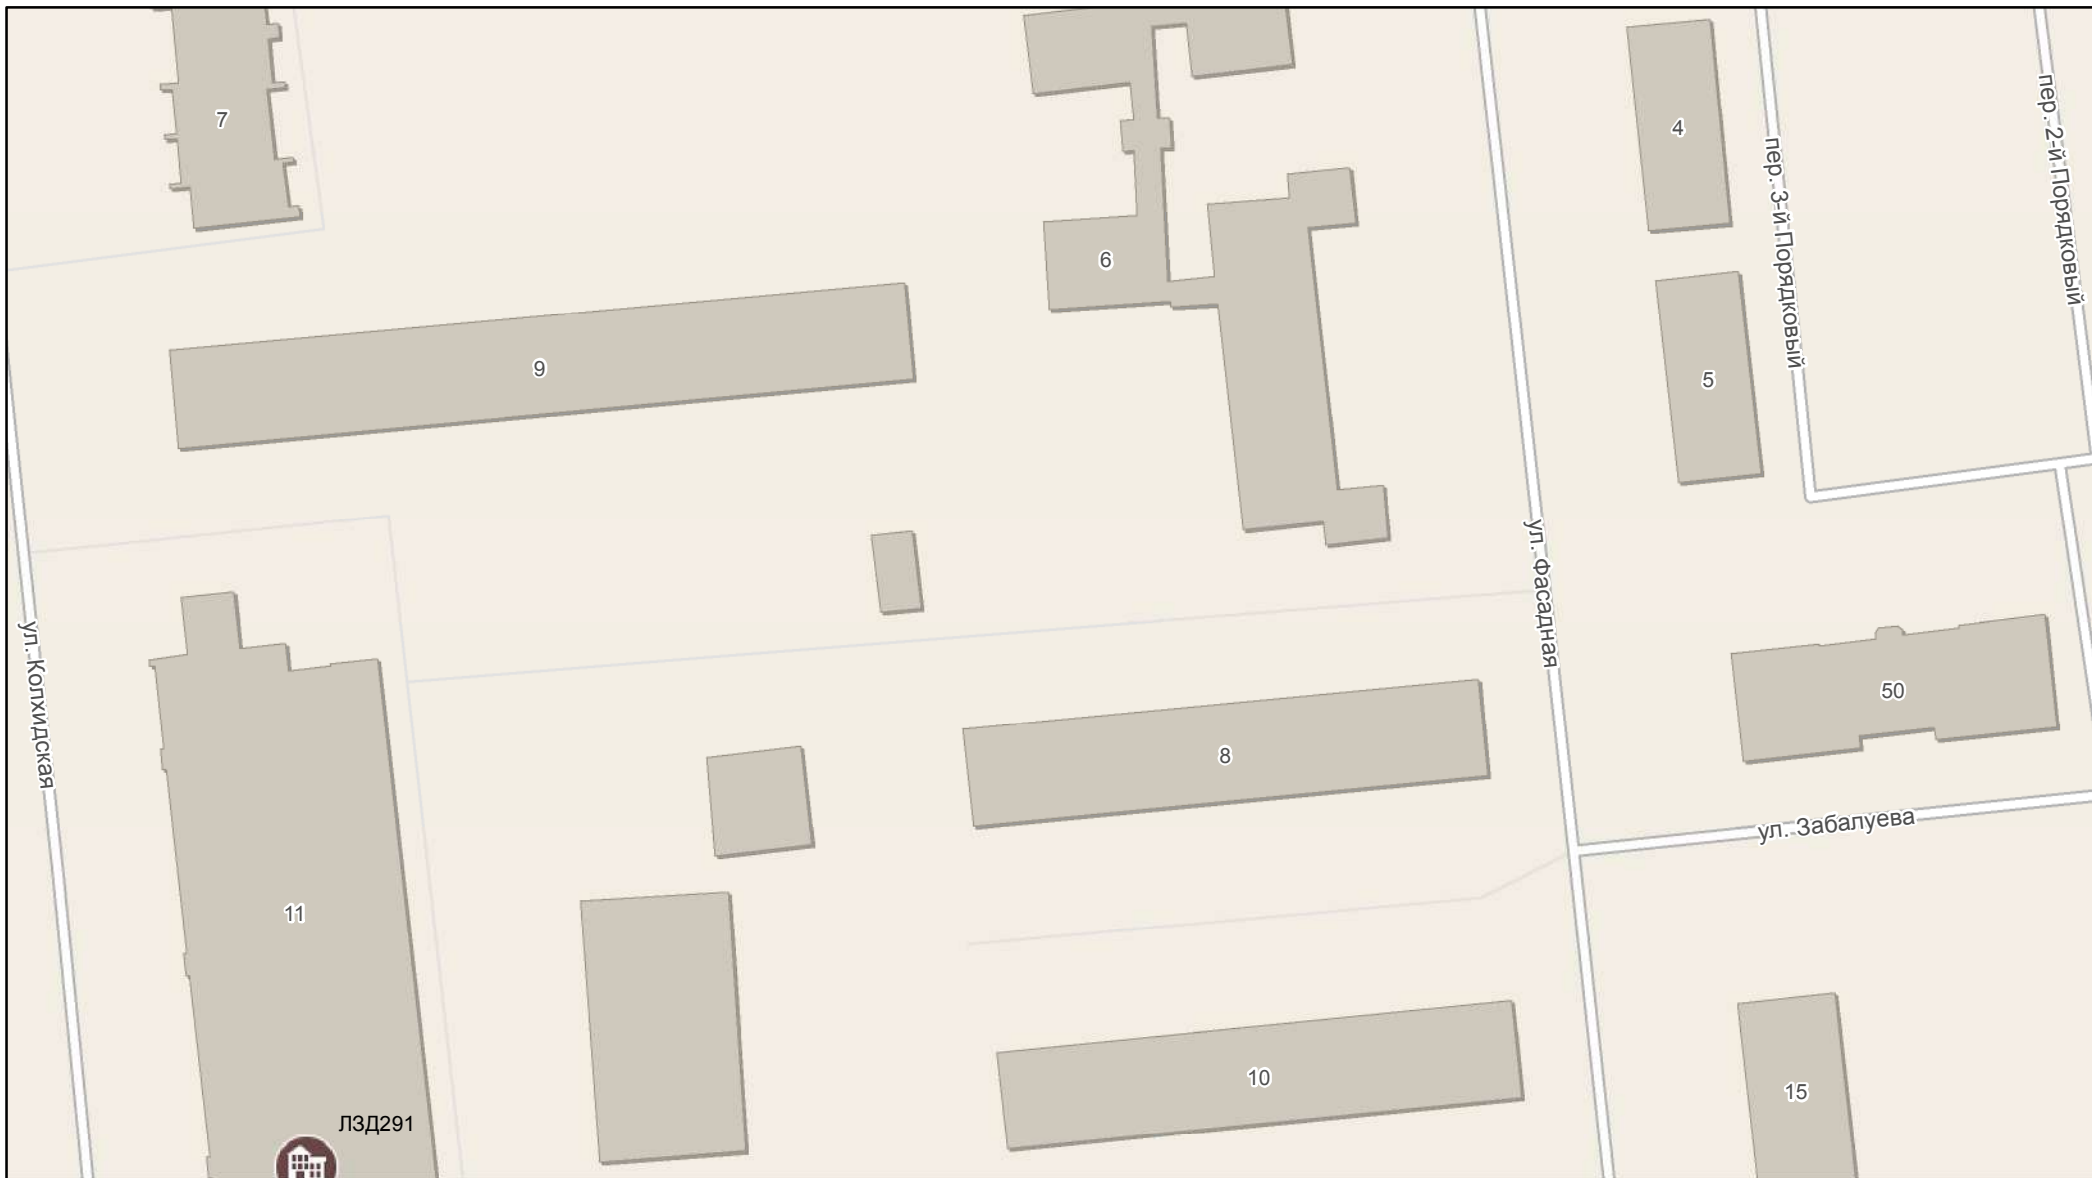 7
4
пер. 3-й Порядковый
пер. 2-й Порядковый
6
9
5
ул. Фасадная
ул. Колхидская
50
8
ул. Забалуева
11
10
15
ЛЗД291